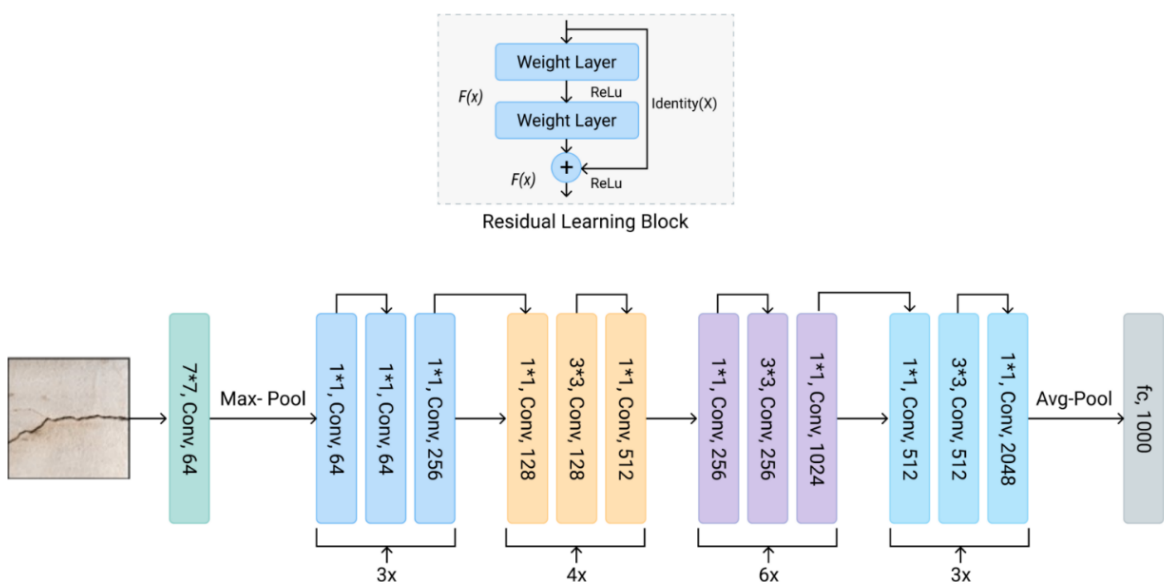 Weight Layer
ReLu
F(x)
Identity(X)
Weight Layer
+
F(x)
ReLu
Residual Learning Block
7*7, Conv, 64
Max- Pool
1*1, Conv, 64
1*1, Conv, 64
1*1, Conv, 256
1*1, Conv, 128
3*3, Conv, 128
1*1, Conv, 512
1*1, Conv, 256
3*3, Conv, 256
1*1, Conv, 1024
1*1, Conv, 512
3*3, Conv, 512
1*1, Conv, 2048
Avg-Pool
fc, 1000
3x
4x
6x
3x